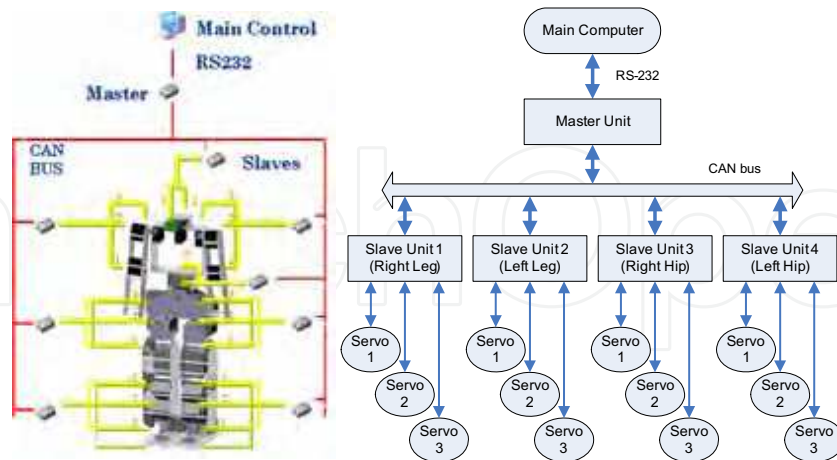 Main Control
RS232
Master
CAN
BUS
Slaves
Main Computer
RS-232
Master Unit
CAN bus
Slave Unit 1
(Right Leg)
Slave Unit 2
(Left Leg)
Slave Unit 3
(Right Hip)
Slave Unit 4
(Left Hip)
Servo
1
Servo
2
Servo
3
Servo
1
Servo
2
Servo
3
Servo
1
Servo
2
Servo
3
Servo
1
Servo
2
Servo
3